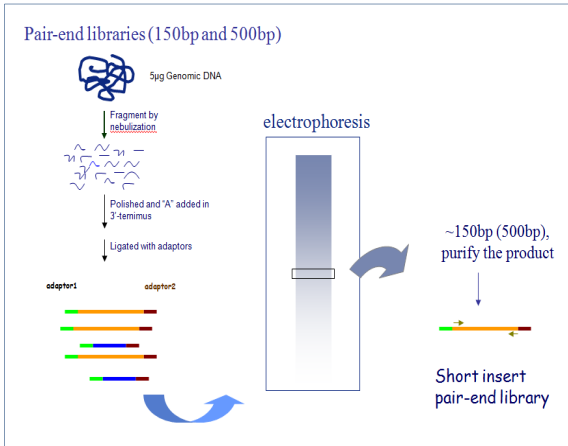 Pair-end libraries (150bp and 500bp)
5μg Genomic DNA
Fragment by
nebulization
Polished and "A" added in
3'-temimus
Ligated with adaptors
adaptor1
adaptor2
electrophoresis
~150bp (500bp),
purify the product
Short insert
pair-end library